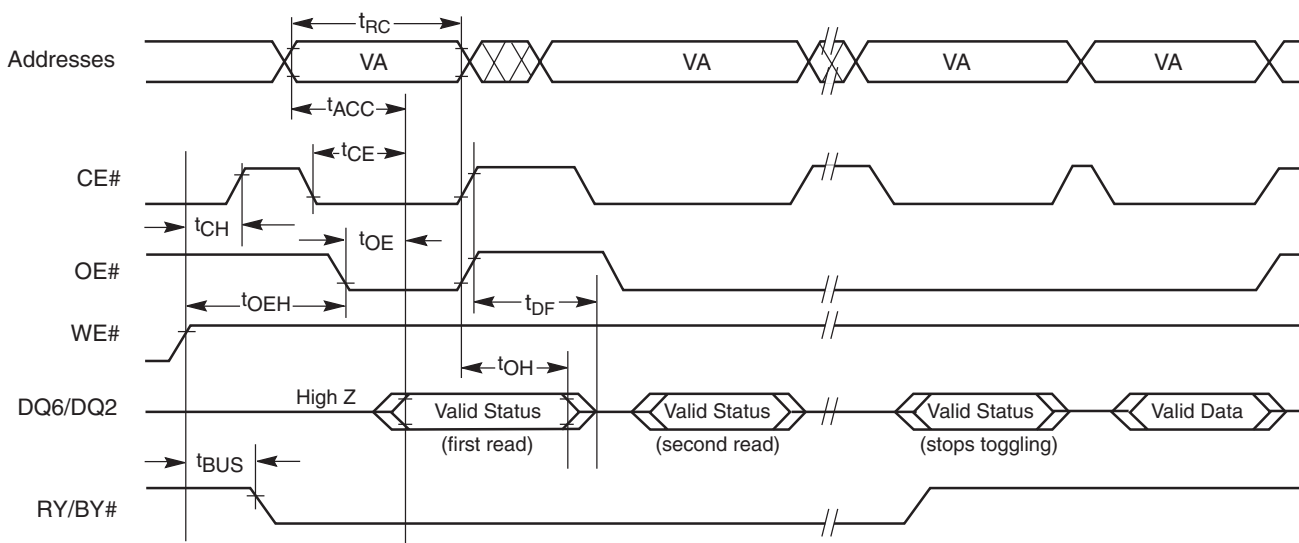 tRC
Addresses VA VA VA VA
tACC
tCE
CE#
tCH
tOE
OE#
tOEH tDF
WE#
tOH
High Z
DQ6/DQ2 Valid Status Valid Status Valid Status Valid Data
(first read) (second read) (stops toggling)
tBUS
RY/BY#